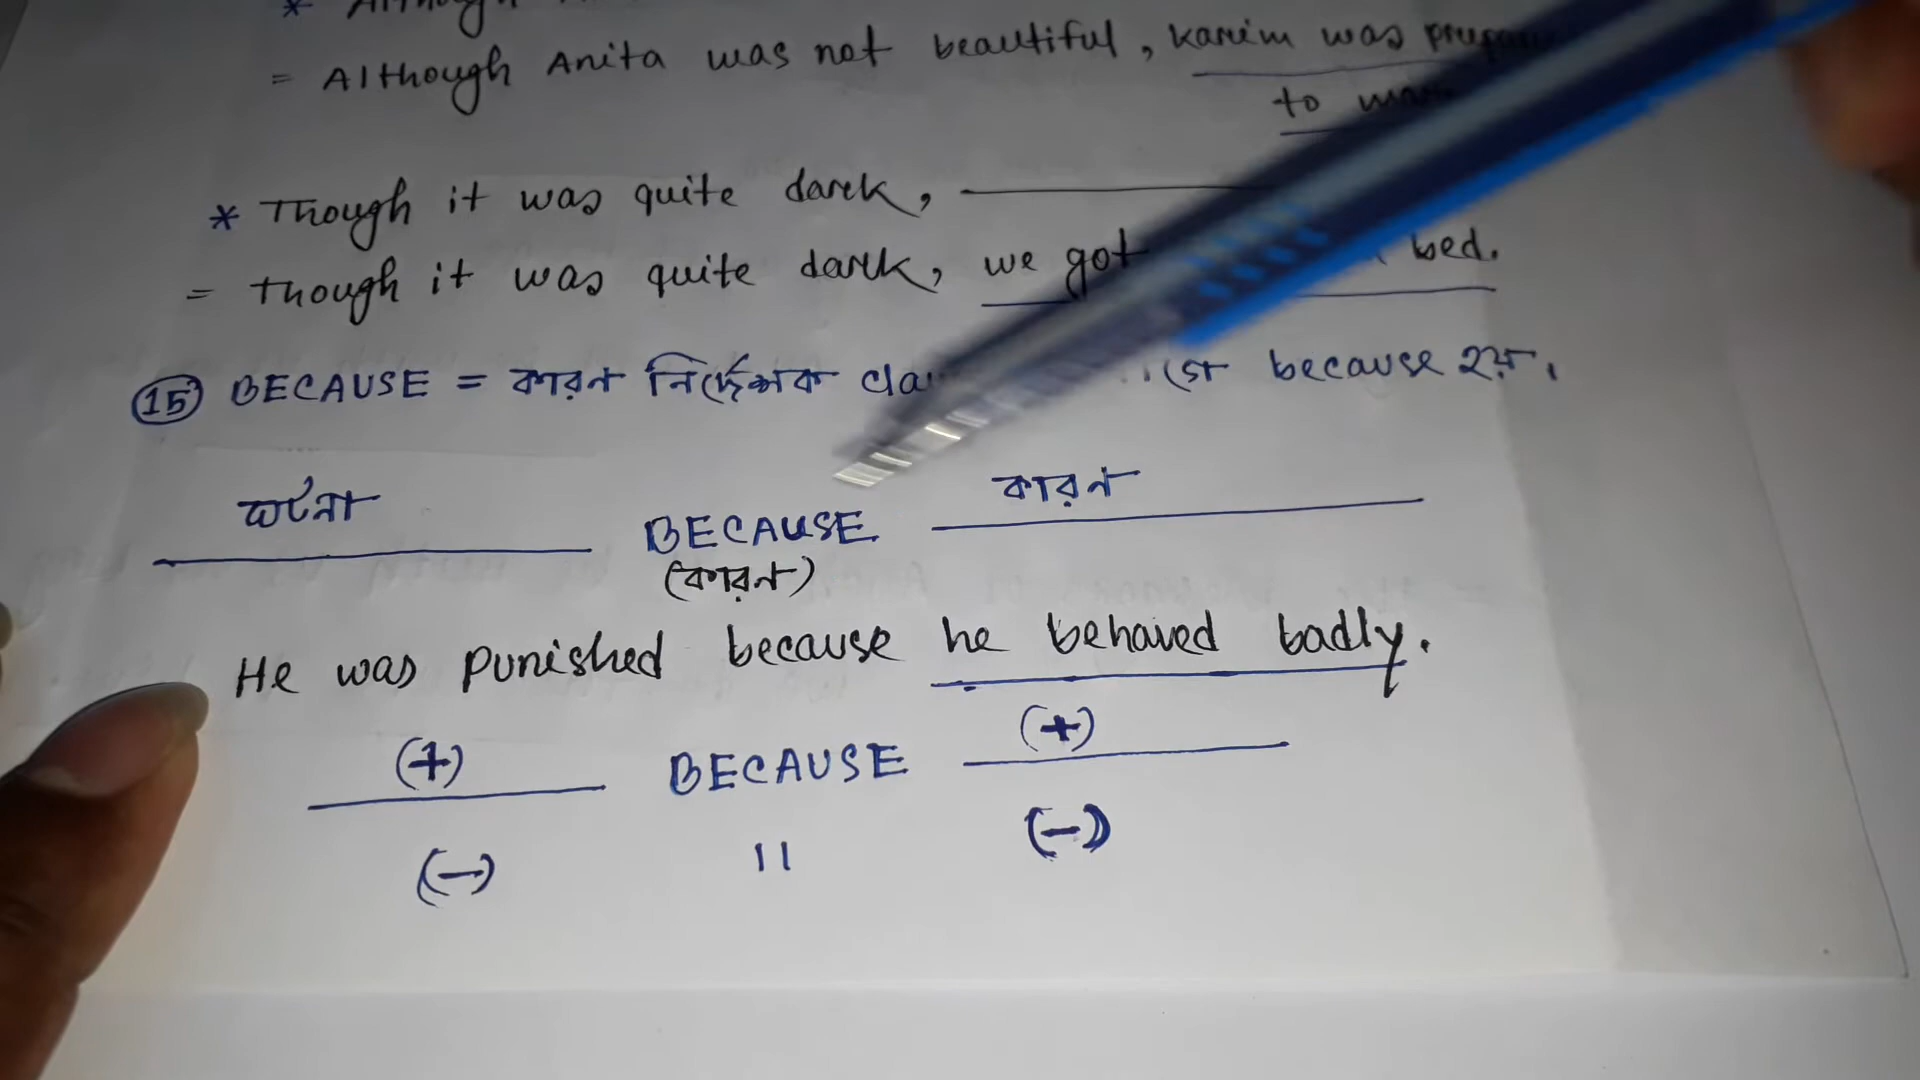 * Although
= Although Anita was not beautiful, Karim was
to
* Though it was quite dark,
= Though it was quite dark, we got bed.
(15) BECAUSE = কারণ নির্দেশক because হয়।
ঘটনা BECAUSE কারণ
(কারণ)
He was punished because he behaved badly.
(+) BECAUSE (+)
(-) " (-)